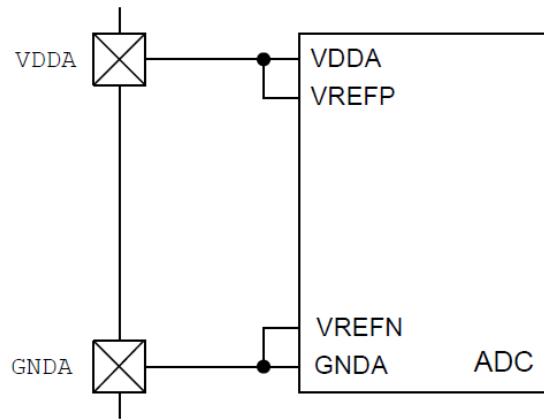 VDDA
VDDA
VREFP
VREFN
GNDA
GNDA
ADC